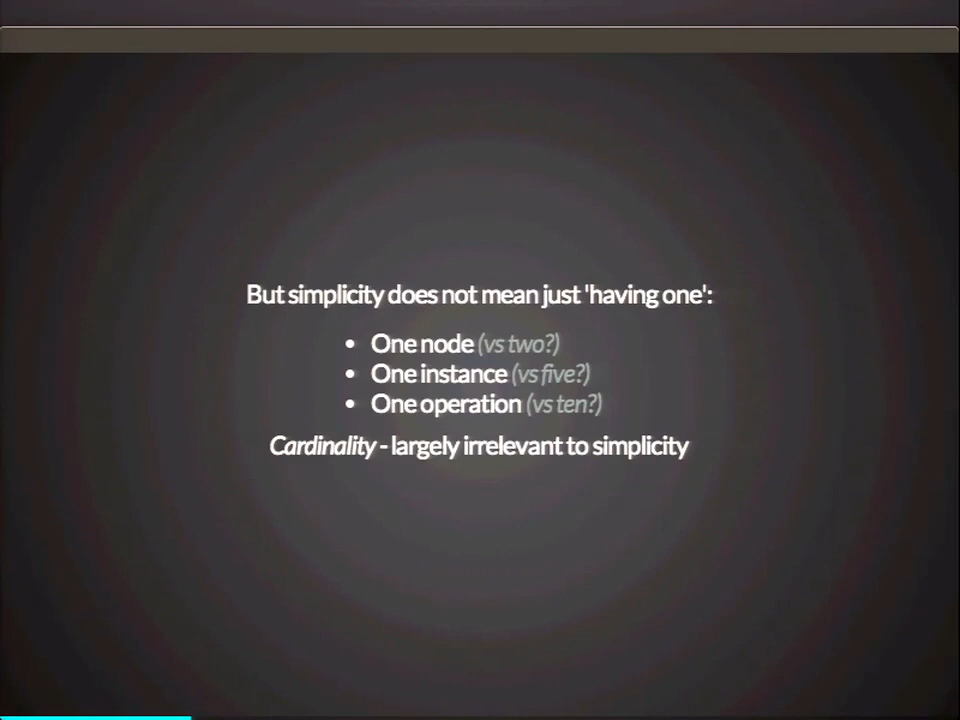 But simplicity does not mean just 'having one':
• One node (vs two?)
• One instance (vs five?)
• One operation (vs ten?)
Cardinality - largely irrelevant to simplicity